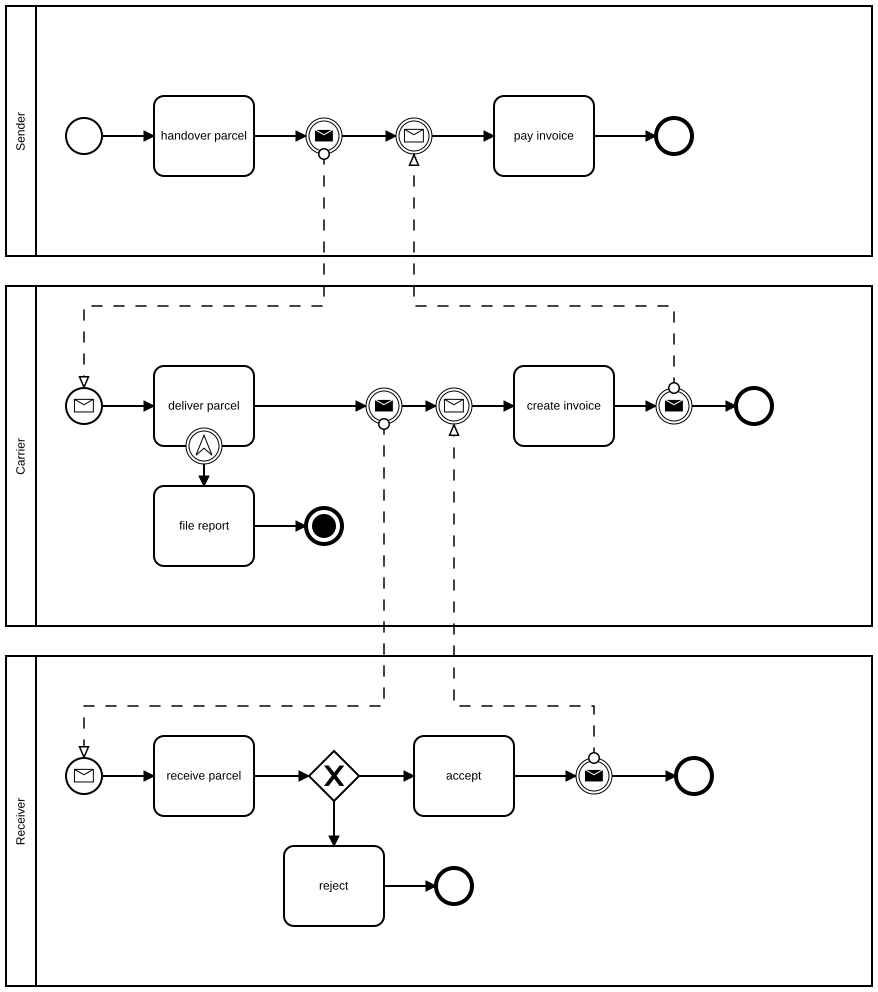 Sender
handover parcel
pay invoice
Carrier
deliver parcel
create invoice
file report
Receiver
receive parcel
accept
reject